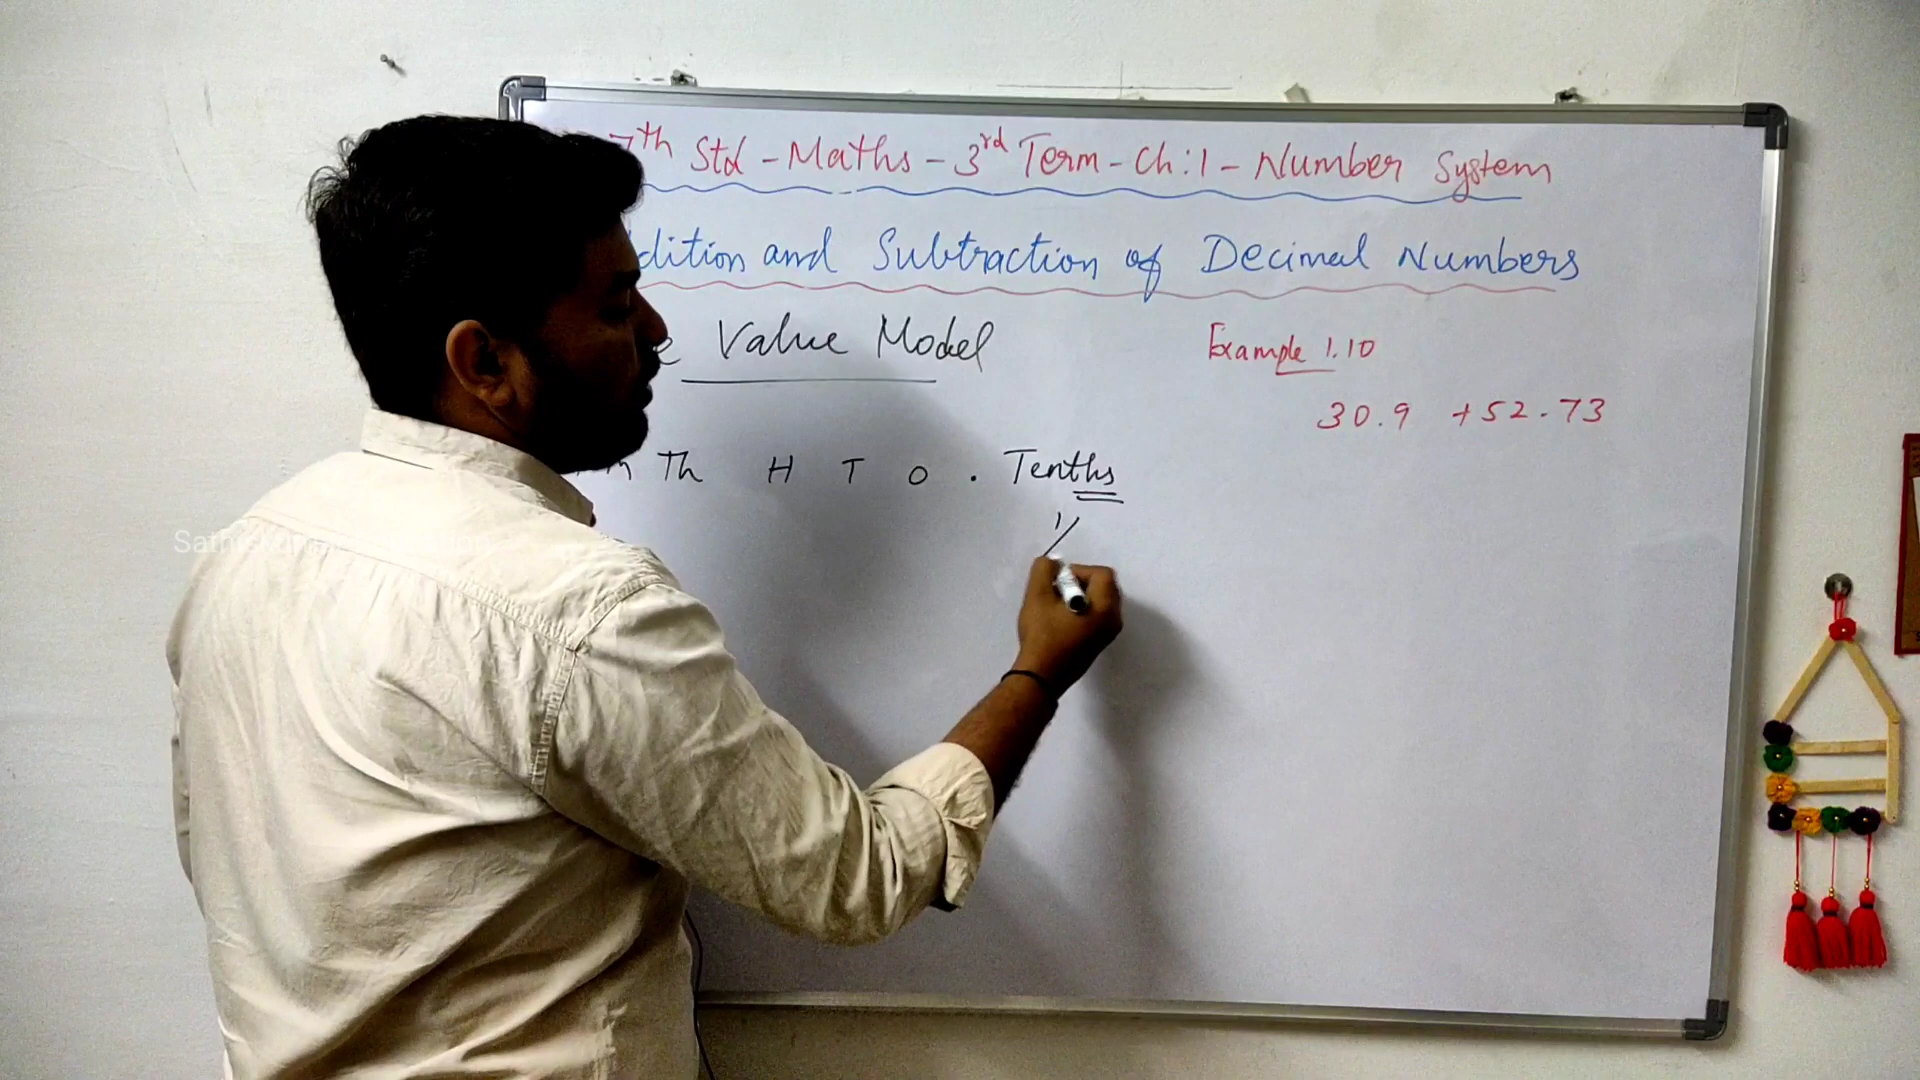 7th Std - Maths - 3rd Term - Ch:1 - Number System
dition and Subtraction of Decimal Numbers
e Value Model
Example 1.10
30.9 +52.73
Th H T O . Tenths
1/